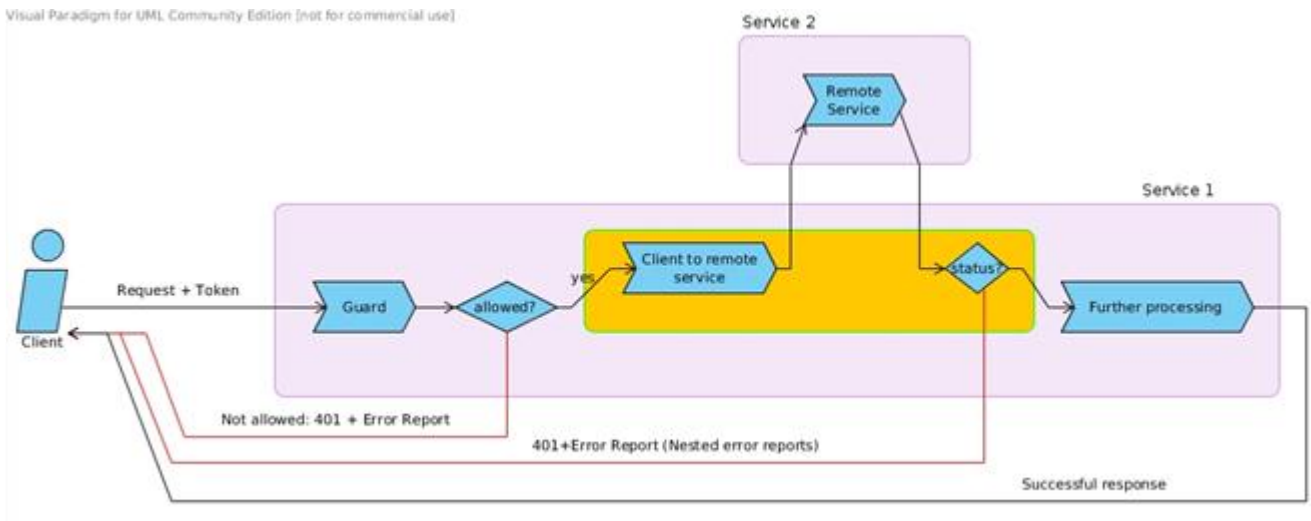 Visual Paradigm for UML Community Edition [not for commercial use]
Service 2
Remote
Service
Service 1
Client to remote
service
status?
yes
Request + Token
Guard
allowed?
Further processing
Client
Not allowed: 401 + Error Report
401+Error Report (Nested error reports)
Successful response